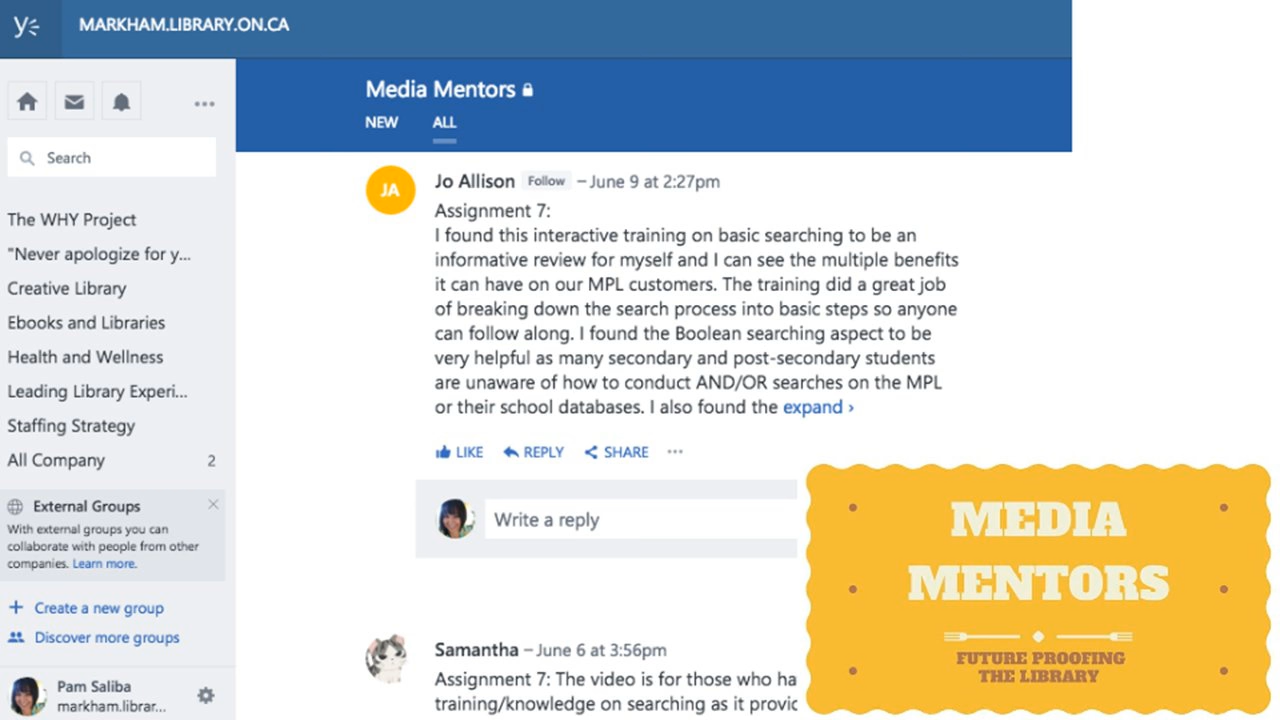 MARKHAM.LIBRARY.ON.CA
Search
The WHY Project
"Never apologize for y...
Creative Library
Ebooks and Libraries
Health and Wellness
Leading Library Experi...
Staffing Strategy
All Company 2
External Groups
With external groups you can
collaborate with people from other
companies. Learn more.
Create a new group
Discover more groups
Pam Saliba
markham.librar...
Media Mentors
NEW ALL
JA
Jo Allison Follow – June 9 at 2:27pm
Assignment 7:
I found this interactive training on basic searching to be an
informative review for myself and I can see the multiple benefits
it can have on our MPL customers. The training did a great job
of breaking down the search process into basic steps so anyone
can follow along. I found the Boolean searching aspect to be
very helpful as many secondary and post-secondary students
are unaware of how to conduct AND/OR searches on the MPL
or their school databases. I also found the expand ›
LIKE REPLY SHARE
Write a reply
Samantha – June 6 at 3:56pm
Assignment 7: The video is for those who ha
training/knowledge on searching as it provic
MEDIA
MENTORS
FUTURE PROOFING
THE LIBRARY